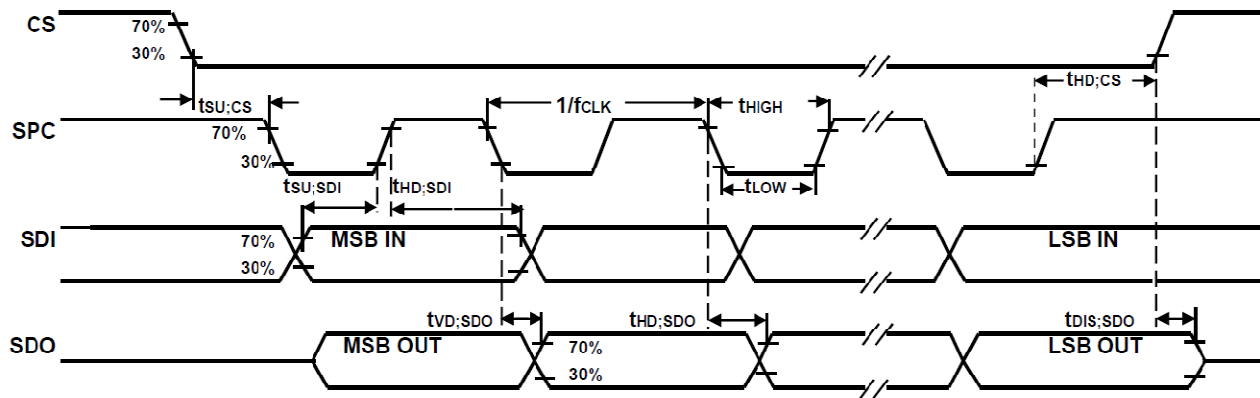 CS
70%
30%
tHD;CS
tSU;CS
1/fCLK
tHIGH
SPC
70%
30%
tLOW
tSU;SDI
tHD;SDI
SDI
70%
30%
MSB IN
LSB IN
tVD;SDO
tHD;SDO
tDIS;SDO
SDO
MSB OUT
70%
30%
LSB OUT